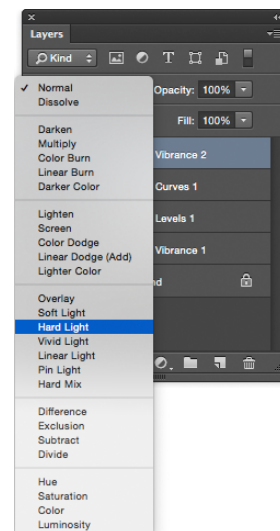 Layers
Kind
Normal
Dissolve
Opacity: 100%
Darken
Multiply
Color Burn
Linear Burn
Darker Color
Fill: 100%
Vibrance 2
Curves 1
Lighten
Screen
Color Dodge
Linear Dodge (Add)
Lighter Color
Levels 1
Vibrance 1
Overlay
Soft Light
Hard Light
Vivid Light
Linear Light
Pin Light
Hard Mix
Difference
Exclusion
Subtract
Divide
Hue
Saturation
Color
Luminosity